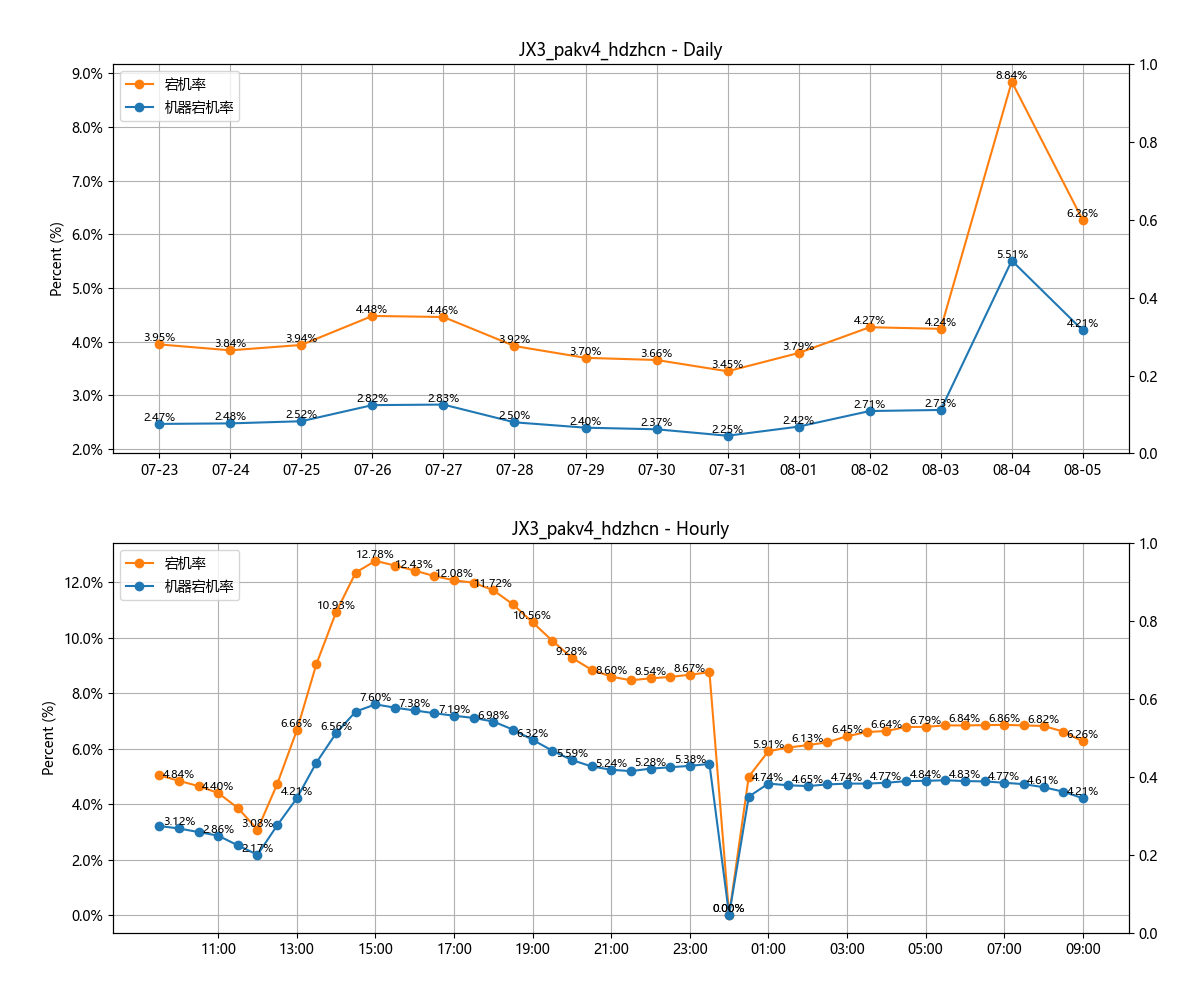 JX3_pakv4_hdzhcn - Daily
宕机率
机器宕机率
Percent (%)
9.0%
8.0%
7.0%
6.0%
5.0%
4.0%
3.0%
2.0%
1.0
0.8
0.6
0.4
0.2
0.0
3.95% 3.84% 3.94% 4.48% 4.46% 3.92% 3.70% 3.66% 3.45% 3.79% 4.27% 4.24% 8.84% 6.26%
2.47% 2.48% 2.52% 2.82% 2.83% 2.50% 2.40% 2.37% 2.25% 2.42% 2.71% 2.73% 5.51% 4.21%
07-23 07-24 07-25 07-26 07-27 07-28 07-29 07-30 07-31 08-01 08-02 08-03 08-04 08-05
JX3_pakv4_hdzhcn - Hourly
宕机率
机器宕机率
Percent (%)
12.0%
10.0%
8.0%
6.0%
4.0%
2.0%
0.0%
1.0
0.8
0.6
0.4
0.2
0.0
4.84% 4.40% 3.08% 6.66% 10.93% 12.78% 12.43% 12.08% 11.72% 10.56% 9.28% 8.60% 8.54% 8.67% 0.00% 5.91% 6.13% 6.45% 6.64% 6.79% 6.84% 6.86% 6.82% 6.26%
3.12% 2.86% 2.17% 4.21% 6.56% 7.60% 7.38% 7.19% 6.98% 6.32% 5.59% 5.24% 5.28% 5.38% 0.00% 4.74% 4.65% 4.74% 4.77% 4.84% 4.83% 4.77% 4.61% 4.21%
11:00 13:00 15:00 17:00 19:00 21:00 23:00 01:00 03:00 05:00 07:00 09:00